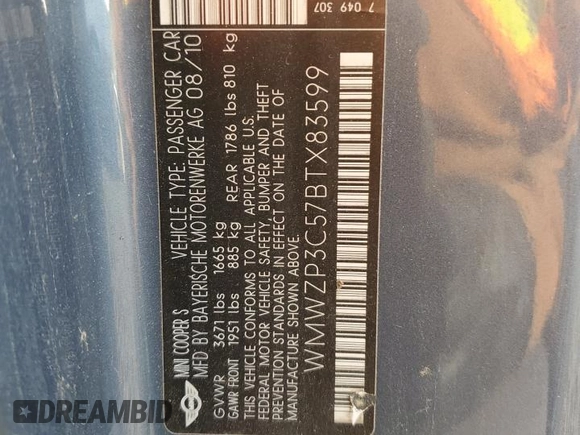 MINI COOPER S VEHICLE TYPE: PASSENGER CAR
MFD BY BAYERISCHE MOTORENWERKE AG 08/10
GVWR 3671 lbs 1665 kg
GAWR FRONT 1951 lbs 885 kg REAR 1786 lbs 810 kg
THIS VEHICLE CONFORMS TO ALL APPLICABLE U.S.
FEDERAL MOTOR VEHICLE SAFETY, BUMPER AND THEFT
PREVENTION STANDARDS IN EFFECT ON THE DATE OF
MANUFACTURE SHOWN ABOVE.
WMWZP3C57BTX83599
7 049 307
DREAMBID